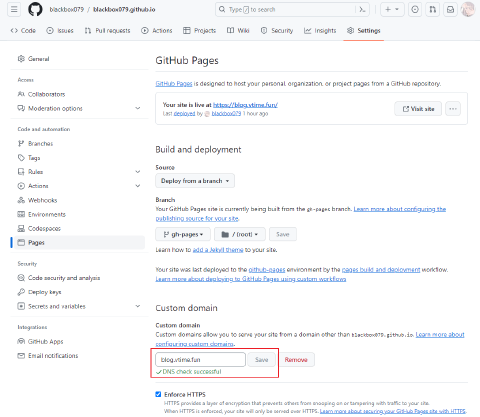 blackbox079 / blackbox079.github.io
Type / to search
Code
Issues
Pull requests
Actions
Projects
Wiki
Security
Insights
Settings
General
Access
Collaborators
Moderation options
Code and automation
Branches
Tags
Rules
Actions
Webhooks
Environments
Codespaces
Pages
Security
Code security and analysis
Deploy keys
Secrets and variables
Integrations
GitHub Apps
Email notifications
GitHub Pages
GitHub Pages is designed to host your personal, organization, or project pages from a GitHub repository.
Your site is live at https://blog.vtime.fun/
Last deployed by blackbox079 1 hour ago
Visit site
Build and deployment
Source
Deploy from a branch
Branch
Your GitHub Pages site is currently being built from the gh-pages branch. Learn more about configuring the
publishing source for your site.
gh-pages
/ (root)
Save
Learn how to add a Jekyll theme to your site.
Your site was last deployed to the github-pages environment by the pages build and deployment workflow.
Learn more about deploying to GitHub Pages using custom workflows
Custom domain
Custom domain
Custom domains allow you to serve your site from a domain other than blackbox079.github.io. Learn more about
configuring custom domains.
blog.vtime.fun
Save
Remove
DNS check successful
Enforce HTTPS
HTTPS provides a layer of encryption that prevents others from snooping on or tampering with traffic to your site.
When HTTPS is enforced, your site will only be served over HTTPS. Learn more about securing your GitHub Pages site with HTTPS.